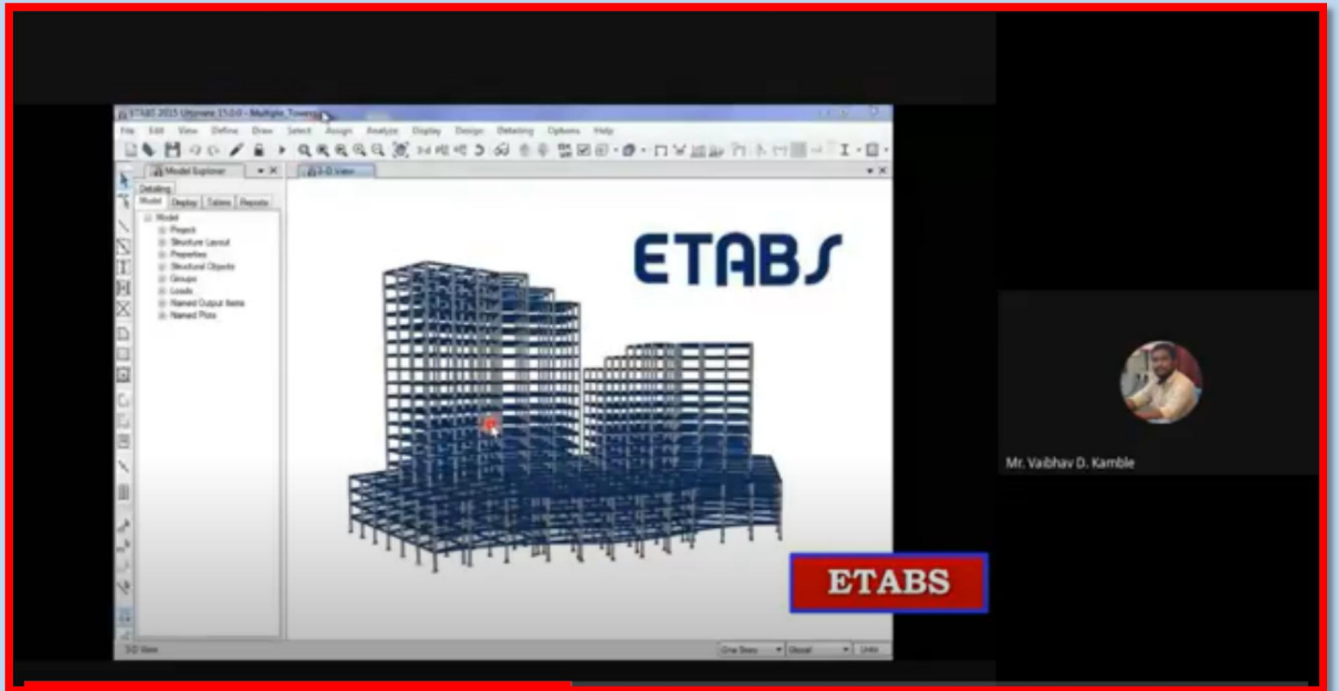 ETABS 2015 Ultimate 15.0.0 - Multiple Towers
File Edit View Define Draw Select Assign Analyze Display Design Detailing Options Help
Model Explorer
3-D View
Detailing
Model Display Tables Reports
Model
Project
Structure Layout
Properties
Structural Objects
Groups
Loads
Named Output Items
Named Plots
ETABS
Mr. Vaibhav D. Kamble
ETABS
3-D View
One Story Global Units